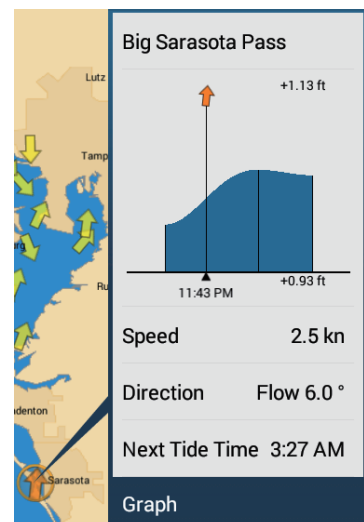 Big Sarasota Pass
Lutz
+1.13 ft
Tamp
rg
Ru
11:43 PM
+0.93 ft
Speed 2.5 kn
Direction Flow 6.0 °
denton
Next Tide Time 3:27 AM
Sarasota
Graph